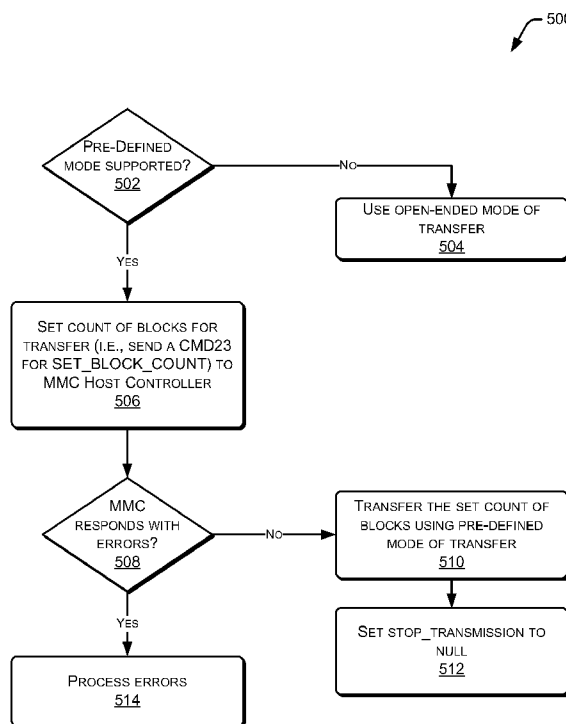 500
PRE-DEFINED
MODE SUPPORTED?
502
NO
USE OPEN-ENDED MODE OF
TRANSFER
504
YES
SET COUNT OF BLOCKS FOR
TRANSFER (I.E., SEND A CMD23
FOR SET_BLOCK_COUNT) TO
MMC HOST CONTROLLER
506
MMC
RESPONDS WITH
ERRORS?
508
NO
TRANSFER THE SET COUNT OF
BLOCKS USING PRE-DEFINED
MODE OF TRANSFER
510
YES
SET STOP_TRANSMISSION TO
NULL
512
PROCESS ERRORS
514